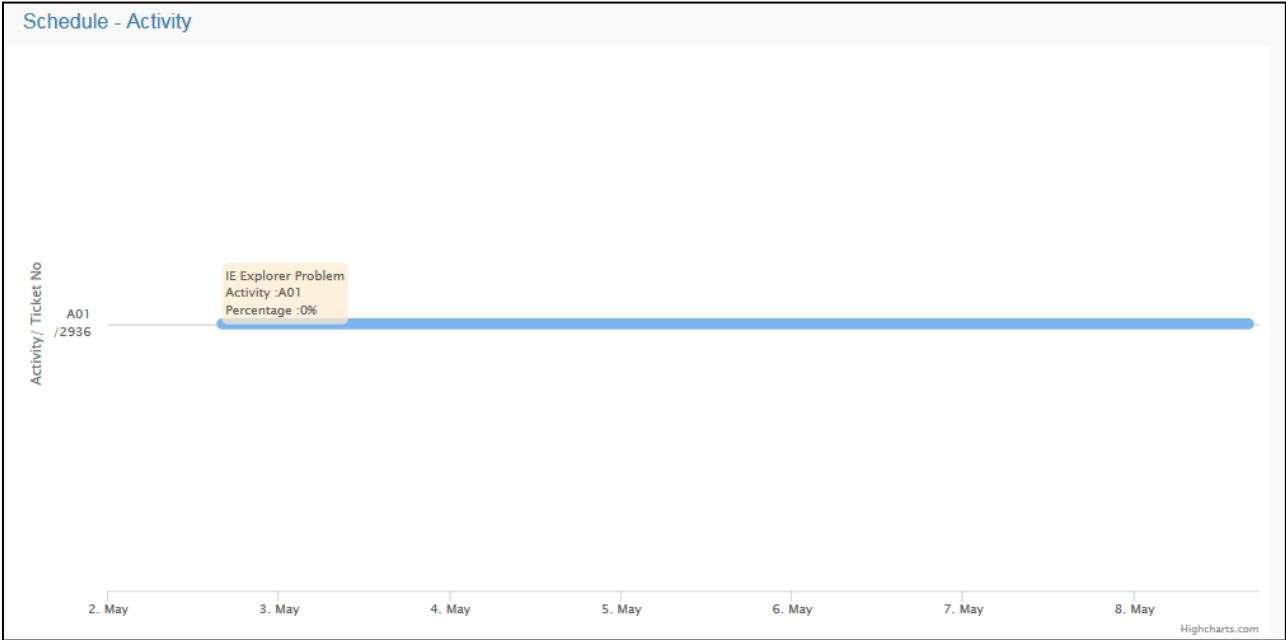 Schedule - Activity
Activity/ Ticket No
A01
/2936
IE Explorer Problem
Activity :A01
Percentage :0%
2. May
3. May
4. May
5. May
6. May
7. May
8. May
Highcharts.com